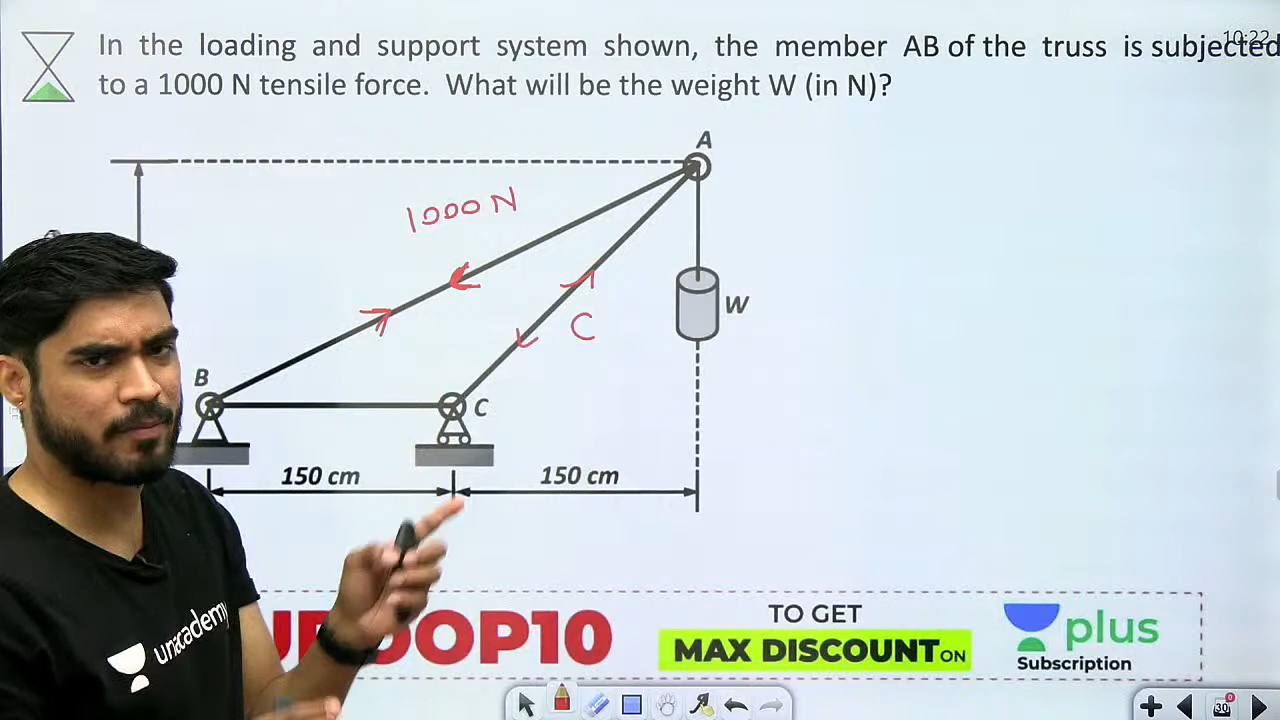 10:22
In the loading and support system shown, the member AB of the truss is subjected
to a 1000 N tensile force. What will be the weight W (in N)?
A
1000 N
W
C
B
C
150 cm
150 cm
unacademy
TO GET
MAX DISCOUNT ON
plus
Subscription
30
0